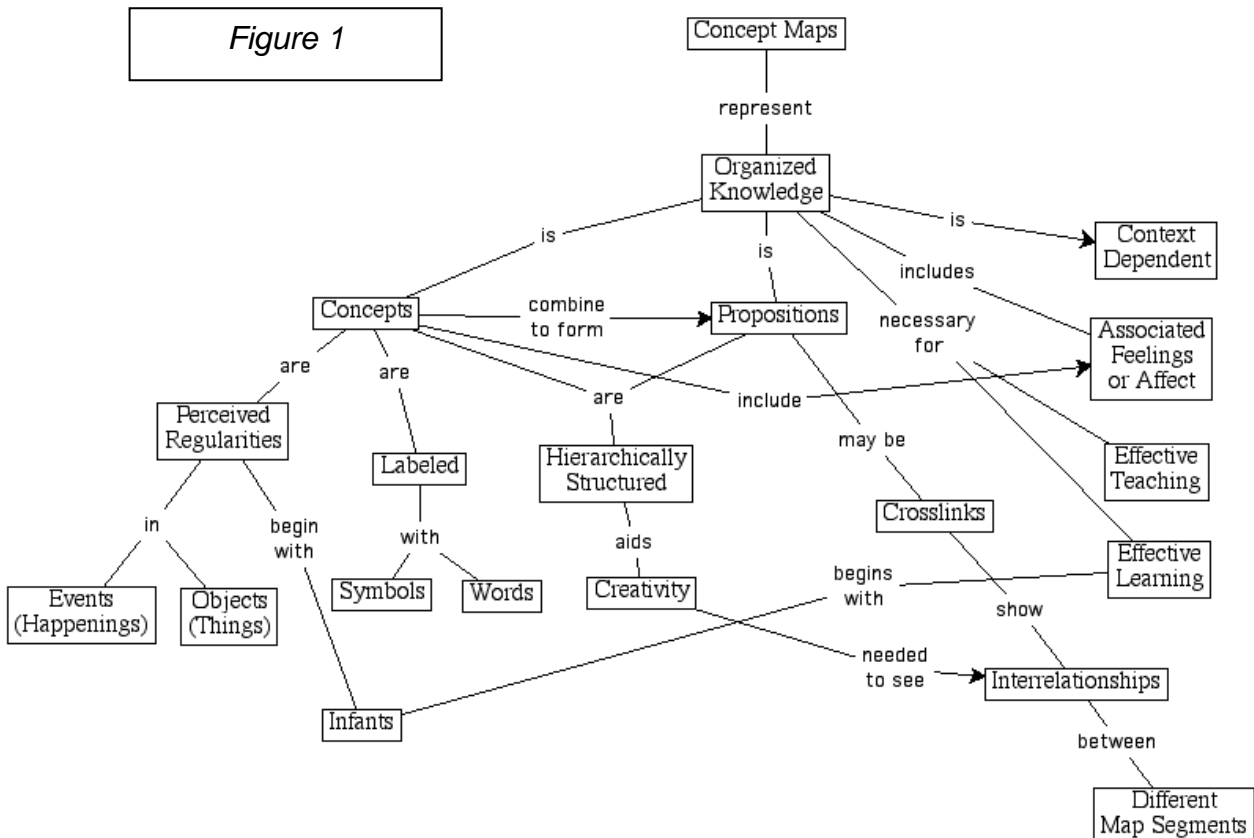 Figure 1
Concept Maps
represent
Organized
Knowledge
is
is
is
Context
Dependent
includes
Concepts
combine
to form
Propositions
necessary
for
Associated
Feelings
or Affect
are
are
are
include
Perceived
Regularities
may be
Labeled
Hierarchically
Structured
Effective
Teaching
Crosslinks
in
begin
with
with
aids
Effective
Learning
begins
with
Events
(Happenings)
Objects
(Things)
Symbols
Words
Creativity
show
needed
to see
Interrelationships
Infants
between
Different
Map Segments